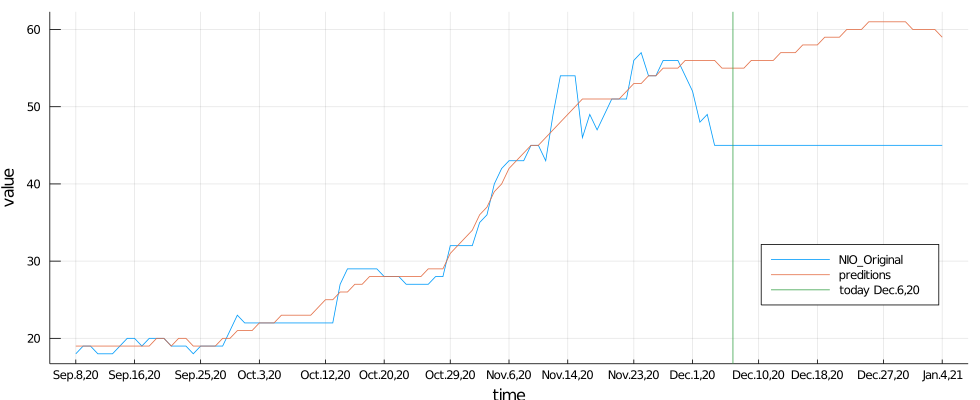 value
60
50
40
30
20
NIO_Original
preditions
today Dec.6,20
Sep.8,20 Sep.16,20 Sep.25,20 Oct.3,20 Oct.12,20 Oct.20,20 Oct.29,20 Nov.6,20 Nov.14,20 Nov.23,20 Dec.1,20 Dec.10,20 Dec.18,20 Dec.27,20 Jan.4,21
time